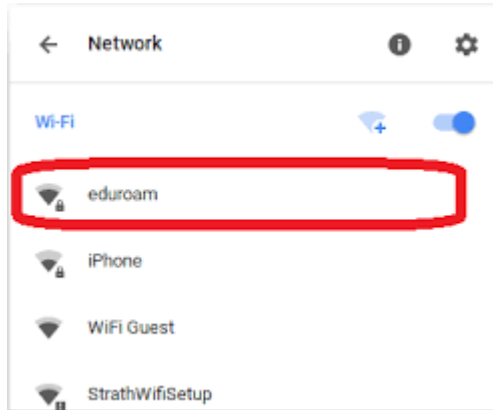 Network
Wi-Fi
eduroam
iPhone
WiFi Guest
StrathWifiSetup